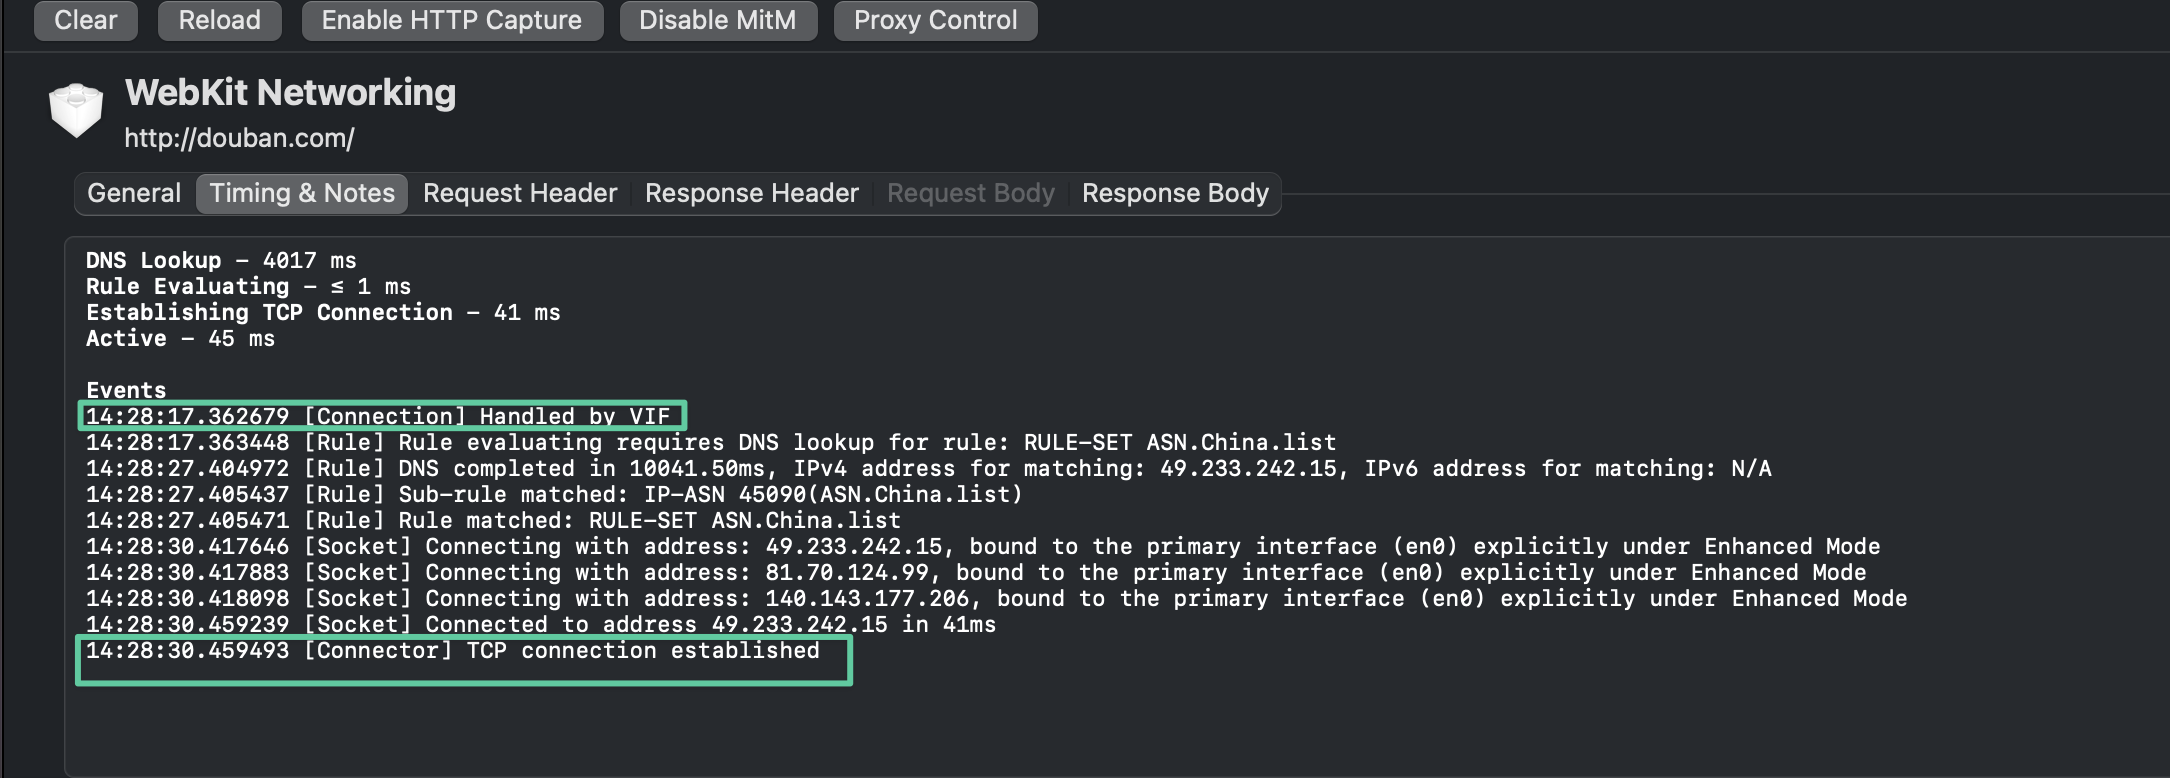 Clear Reload Enable HTTP Capture Disable MitM Proxy Control
WebKit Networking
http://douban.com/
General Timing & Notes Request Header Response Header Request Body Response Body
DNS Lookup – 4017 ms
Rule Evaluating – ≤ 1 ms
Establishing TCP Connection – 41 ms
Active – 45 ms
Events
14:28:17.362679 [Connection] Handled by VIF
14:28:17.363448 [Rule] Rule evaluating requires DNS lookup for rule: RULE-SET ASN.China.list
14:28:27.404972 [Rule] DNS completed in 10041.50ms, IPv4 address for matching: 49.233.242.15, IPv6 address for matching: N/A
14:28:27.405437 [Rule] Sub-rule matched: IP-ASN 45090(ASN.China.list)
14:28:27.405471 [Rule] Rule matched: RULE-SET ASN.China.list
14:28:30.417646 [Socket] Connecting with address: 49.233.242.15, bound to the primary interface (en0) explicitly under Enhanced Mode
14:28:30.417883 [Socket] Connecting with address: 81.70.124.99, bound to the primary interface (en0) explicitly under Enhanced Mode
14:28:30.418098 [Socket] Connecting with address: 140.143.177.206, bound to the primary interface (en0) explicitly under Enhanced Mode
14:28:30.459239 [Socket] Connected to address 49.233.242.15 in 41ms
14:28:30.459493 [Connector] TCP connection established